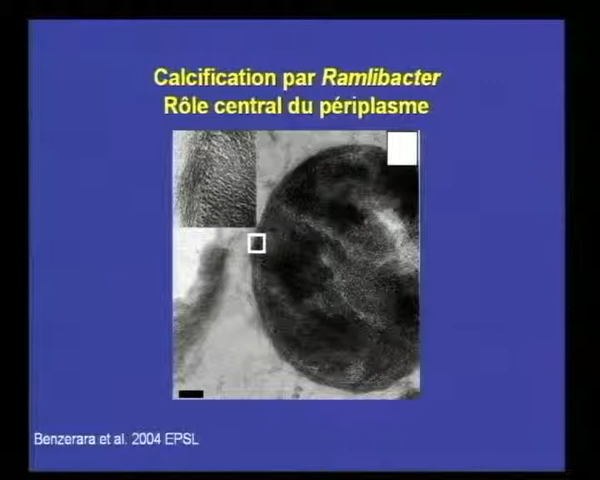 Calcification par Ramlibacter
Rôle central du périplasme
Benzerara et al. 2004 EPSL